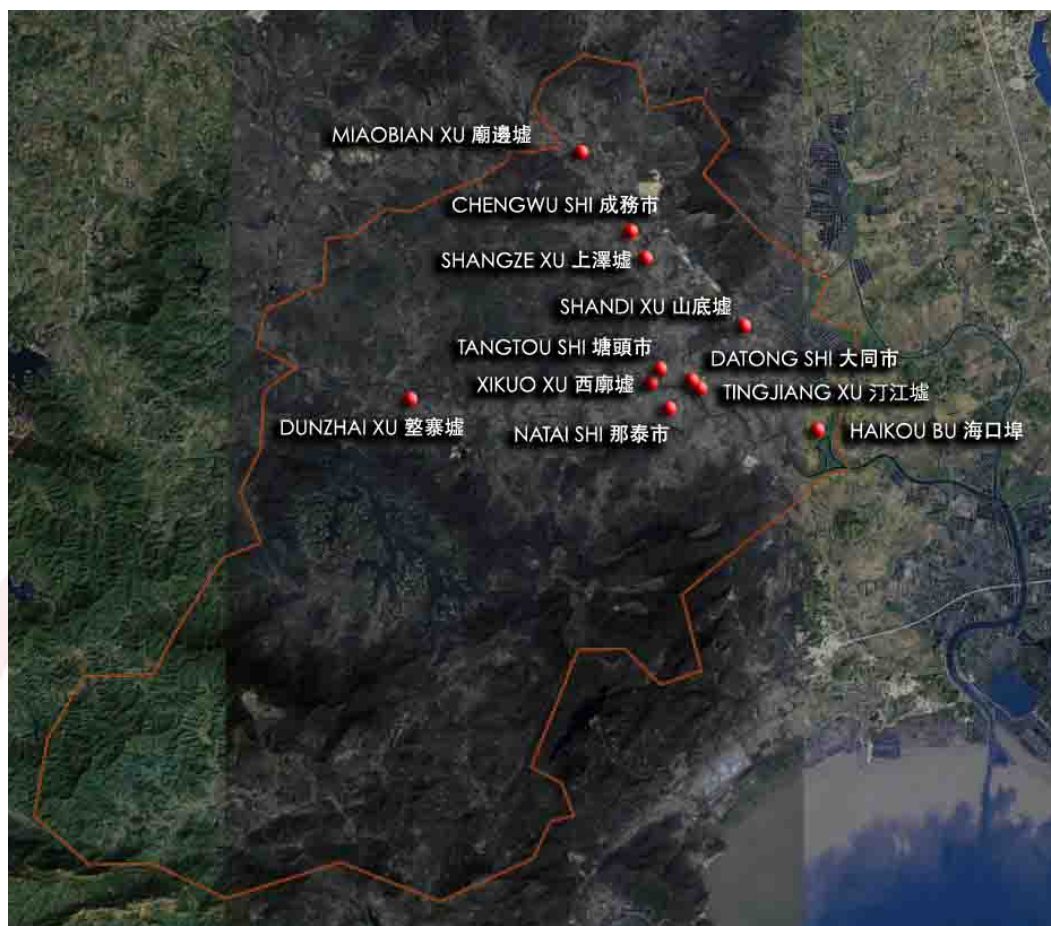 MIAOBIAN XU 廟邊墟
CHENGWU SHI 成務市
SHANGZE XU 上澤墟
SHANDI XU 山底墟
TANGTOU SHI 塘頭市
DATONG SHI 大同市
XIKUO XU 西廓墟
TINGJIANG XU 汀江墟
DUNZHAI XU 墪寨墟
NATAI SHI 那泰市
HAIKOU BU 海口埠